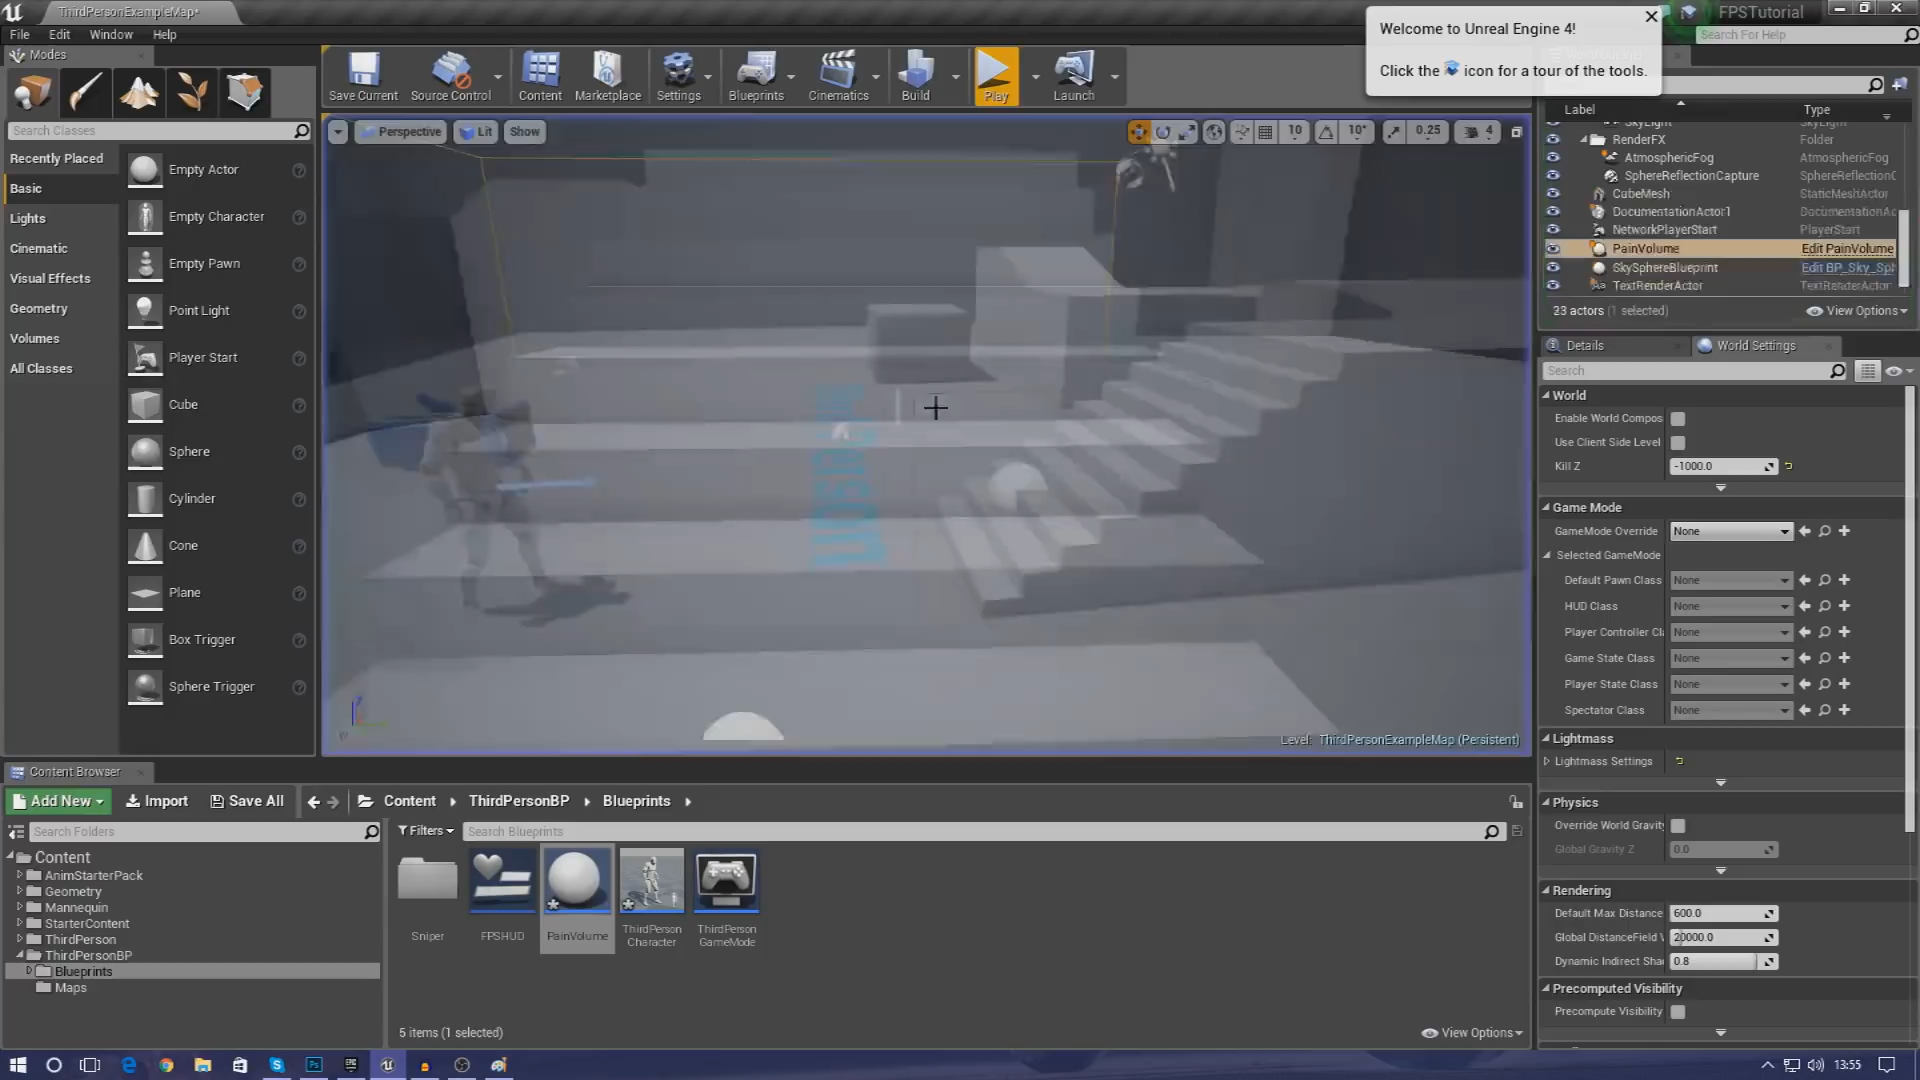 ThirdPersonExampleMap*
FPSTutorial
File Edit Window Help
Search For Help
Welcome to Unreal Engine 4!
Click the icon for a tour of the tools.
Modes
Save Current
Source Control
Content
Marketplace
Settings
Blueprints
Cinematics
Build
Play
Launch
Search Classes
Recently Placed
Basic
Lights
Cinematic
Visual Effects
Geometry
Volumes
All Classes
Empty Actor
Empty Character
Empty Pawn
Point Light
Player Start
Cube
Sphere
Cylinder
Cone
Plane
Box Trigger
Sphere Trigger
Perspective
Lit
Show
10
10°
0.25
4
Level: ThirdPersonExampleMap (Persistent)
Label Type
SkyLight
RenderFX Folder
AtmosphericFog AtmosphericFog
SphereReflectionCapture SphereReflectionC
CubeMesh StaticMeshActor
DocumentationActor1 DocumentationAc
NetworkPlayerStart PlayerStart
PainVolume Edit PainVolume
SkySphereBlueprint Edit BP_Sky_Sph
TextRenderActor TextRenderActor
23 actors (1 selected)
View Options
Details
World Settings
Search
World
Enable World Compos
Use Client Side Level
Kill Z -1000.0
Game Mode
GameMode Override None
Selected GameMode
Default Pawn Class None
HUD Class None
Player Controller Cl None
Game State Class None
Player State Class None
Spectator Class None
Lightmass
Lightmass Settings
Physics
Override World Gravity
Global Gravity Z 0.0
Rendering
Default Max Distance 600.0
Global DistanceField V 20000.0
Dynamic Indirect Sha 0.8
Precomputed Visibility
Precompute Visibility
Content Browser
Add New
Import
Save All
Content
ThirdPersonBP
Blueprints
Search Folders
Filters
Search Blueprints
Content
AnimStarterPack
Geometry
Mannequin
StarterContent
ThirdPerson
ThirdPersonBP
Blueprints
Maps
Sniper
FPSHUD
PainVolume
ThirdPerson
Character
ThirdPerson
GameMode
5 items (1 selected)
View Options
13:55